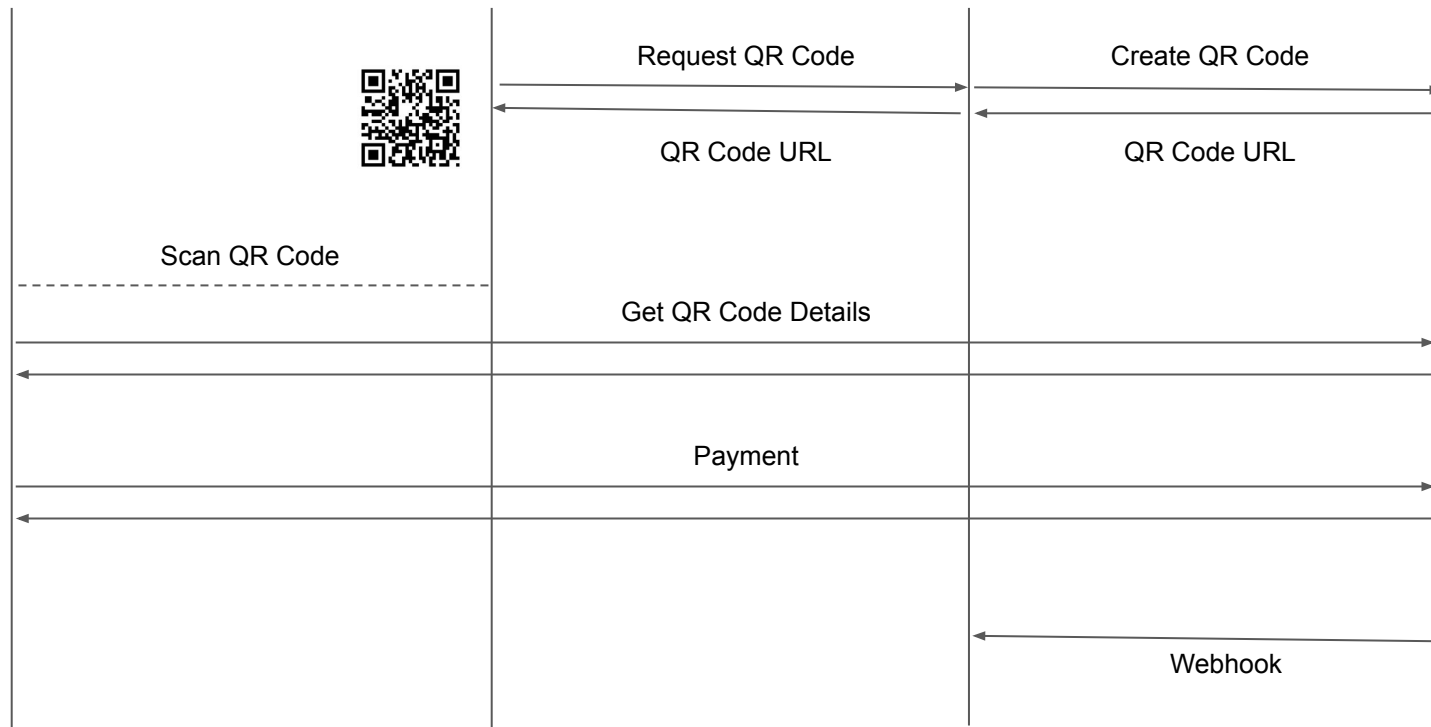 Request QR Code
Create QR Code
QR Code URL
QR Code URL
Scan QR Code
Get QR Code Details
Payment
Webhook